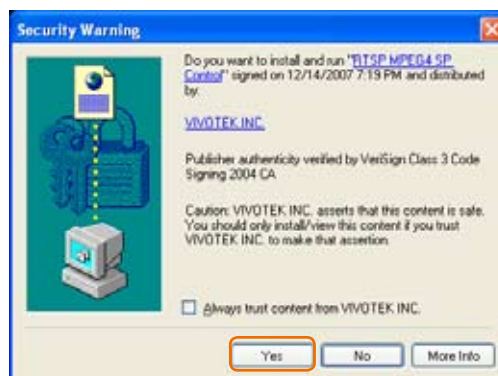 Security Warning
Do you want to install and run "RTSP MPEG4 SP
Control" signed on 12/14/2007 7:19 PM and distributed
by:
VIVOTEK INC.
Publisher authenticity verified by VeriSign Class 3 Code
Signing 2004 CA
Caution: VIVOTEK INC. asserts that this content is safe.
You should only install/view this content if you trust
VIVOTEK INC. to make that assertion.
Always trust content from VIVOTEK INC.
Yes No More Info